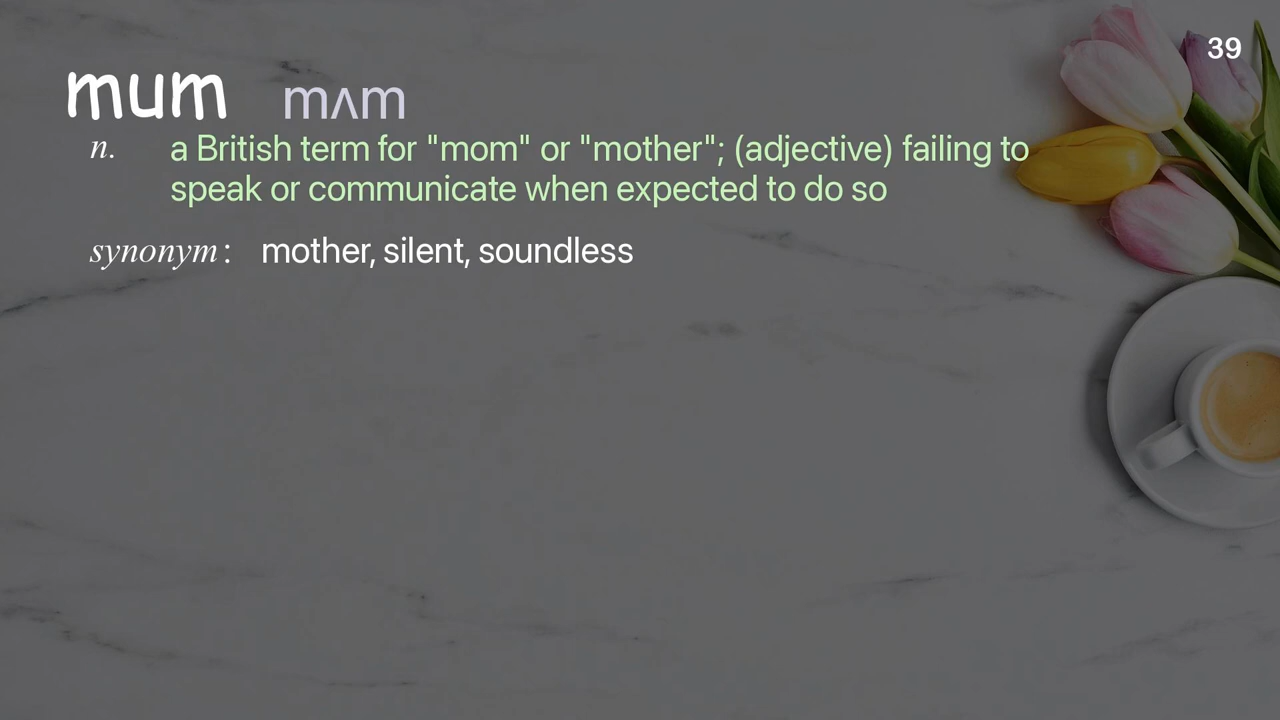 39
mum mʌm
n. a British term for "mom" or "mother"; (adjective) failing to
speak or communicate when expected to do so
synonym: mother, silent, soundless